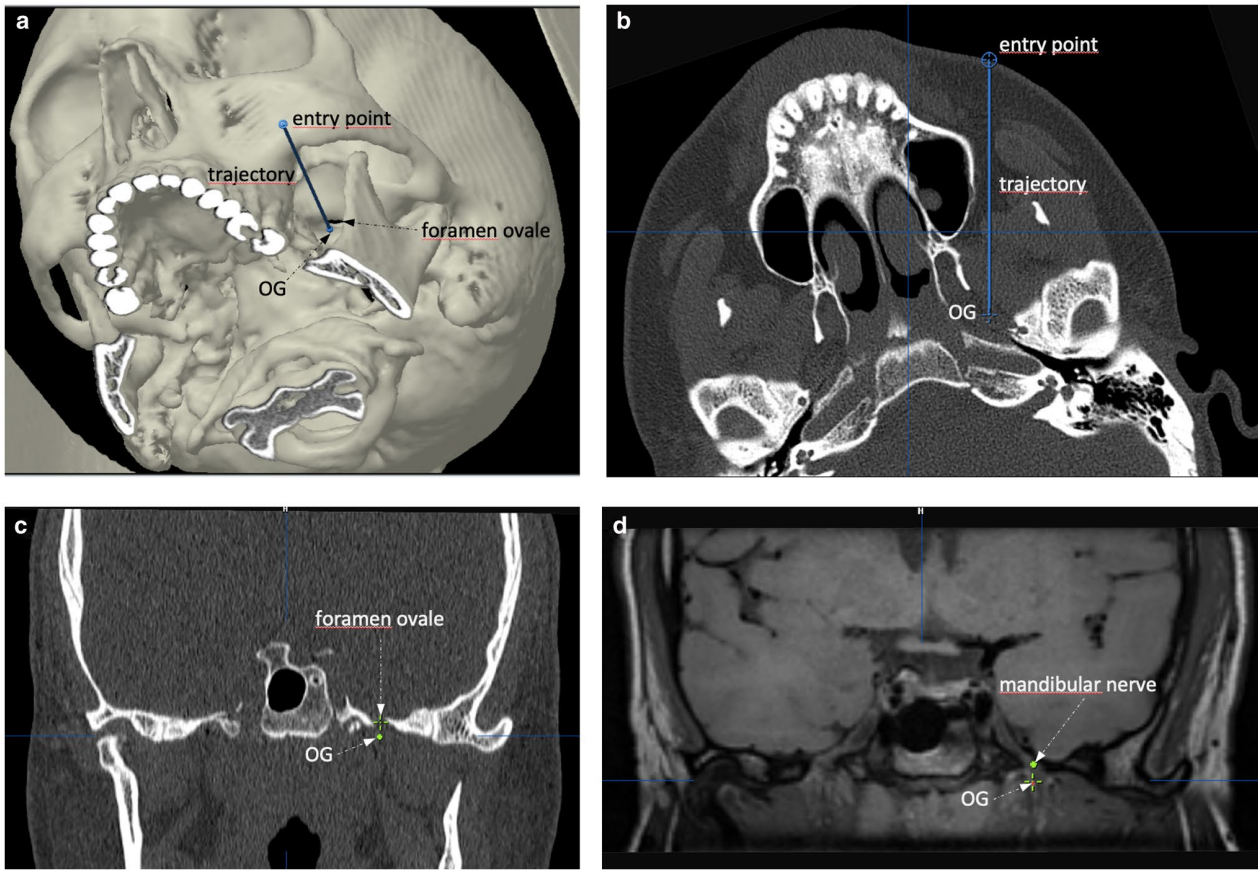 a
entry point
trajectory
foramen ovale
OG
b
entry point
trajectory
OG
c
H
foramen ovale
OG
d
H
mandibular nerve
OG